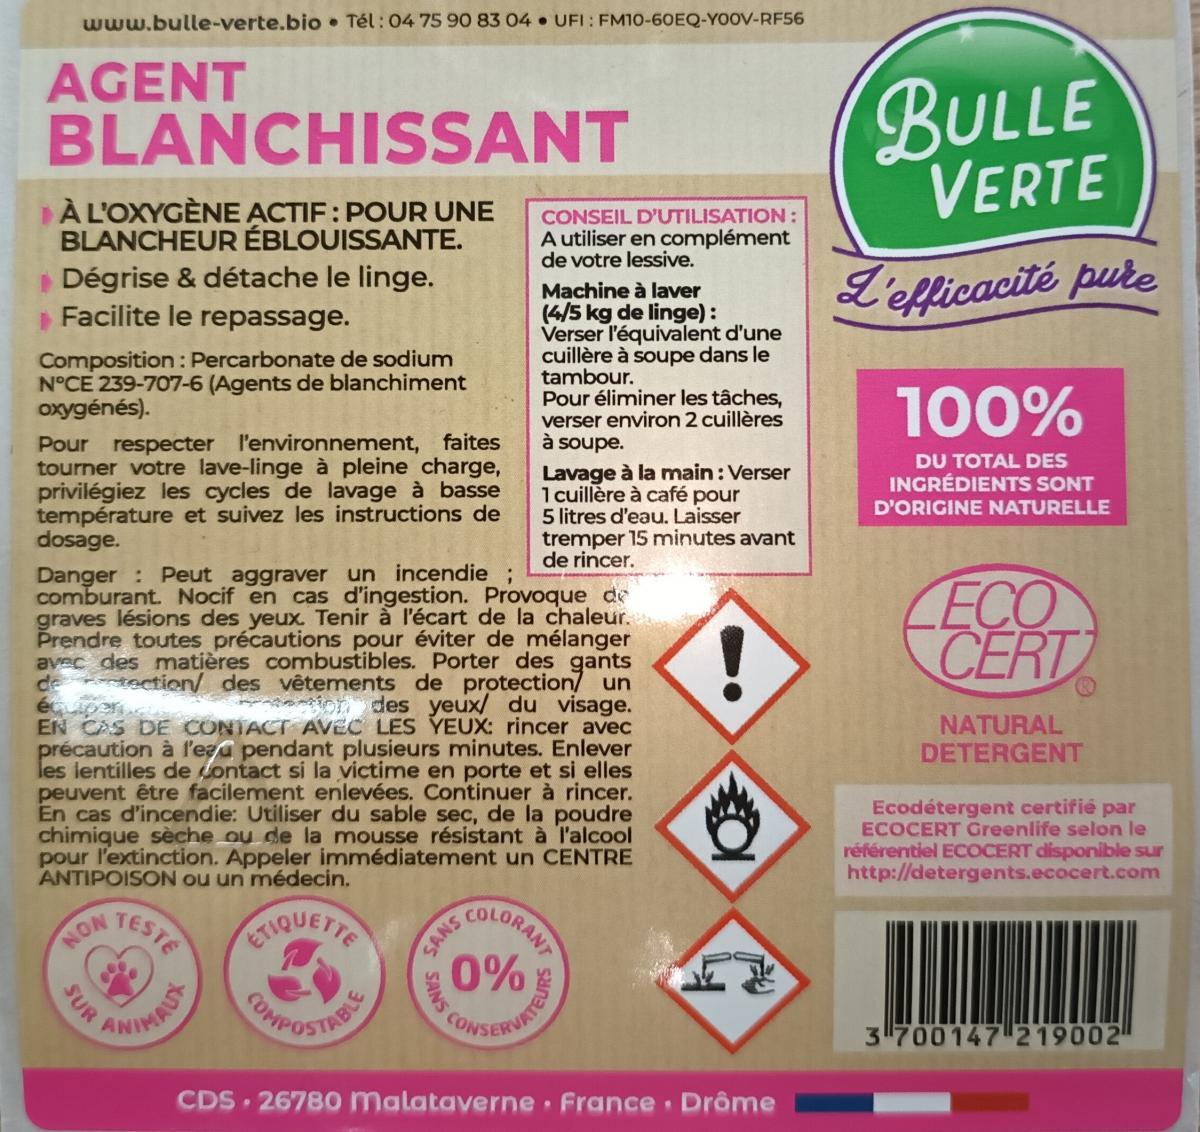 www.bulle-verte.bio • Tél : 04 75 90 83 04 • UFI : FM10-60EQ-Y00V-RF56
AGENT
BLANCHISSANT
À L'OXYGÈNE ACTIF : POUR UNE
BLANCHEUR ÉBLOUISSANTE.
Dégrise & détache le linge.
Facilite le repassage.
Composition : Percarbonate de sodium
N°CE 239-707-6 (Agents de blanchiment
oxygénés).
Pour respecter l'environnement, faites
tourner votre lave-linge à pleine charge,
privilégiez les cycles de lavage à basse
température et suivez les instructions de
dosage.
Danger : Peut aggraver un incendie ;
comburant. Nocif en cas d'ingestion. Provoque de
graves lésions des yeux. Tenir à l'écart de la chaleur.
Prendre toutes précautions pour éviter de mélanger
avec des matières combustibles. Porter des gants
de protection/ des vêtements de protection/ un
des yeux/ du visage.
EN CAS DE CONTACT AVEC LES YEUX: rincer avec
précaution à l'eau pendant plusieurs minutes. Enlever
les lentilles de contact si la victime en porte et si elles
peuvent être facilement enlevées. Continuer à rincer.
En cas d'incendie: Utiliser du sable sec, de la poudre
chimique sèche ou de la mousse résistant à l'alcool
pour l'extinction. Appeler immédiatement un CENTRE
ANTIPOISON ou un médecin.
CONSEIL D'UTILISATION :
A utiliser en complément
de votre lessive.
Machine à laver
(4/5 kg de linge) :
Verser l'équivalent d'une
cuillère à soupe dans le
tambour.
Pour éliminer les tâches,
verser environ 2 cuillères
à soupe.
Lavage à la main : Verser
1 cuillère à café pour
5 litres d'eau. Laisser
tremper 15 minutes avant
de rincer.
BULLE
VERTE
L'efficacité pure
100%
DU TOTAL DES
INGRÉDIENTS SONT
D'ORIGINE NATURELLE
ECO
CERT
®
NATURAL
DETERGENT
Ecodétergent certifié par
ECOCERT Greenlife selon le
référentiel ECOCERT disponible sur
http://detergents.ecocert.com
NON TESTÉ
SUR ANIMAUX
ÉTIQUETTE
COMPOSTABLE
SANS COLORANT
0%
SANS CONSERVATEURS
3 700147 219002
CDS • 26780 Malataverne • France • Drôme